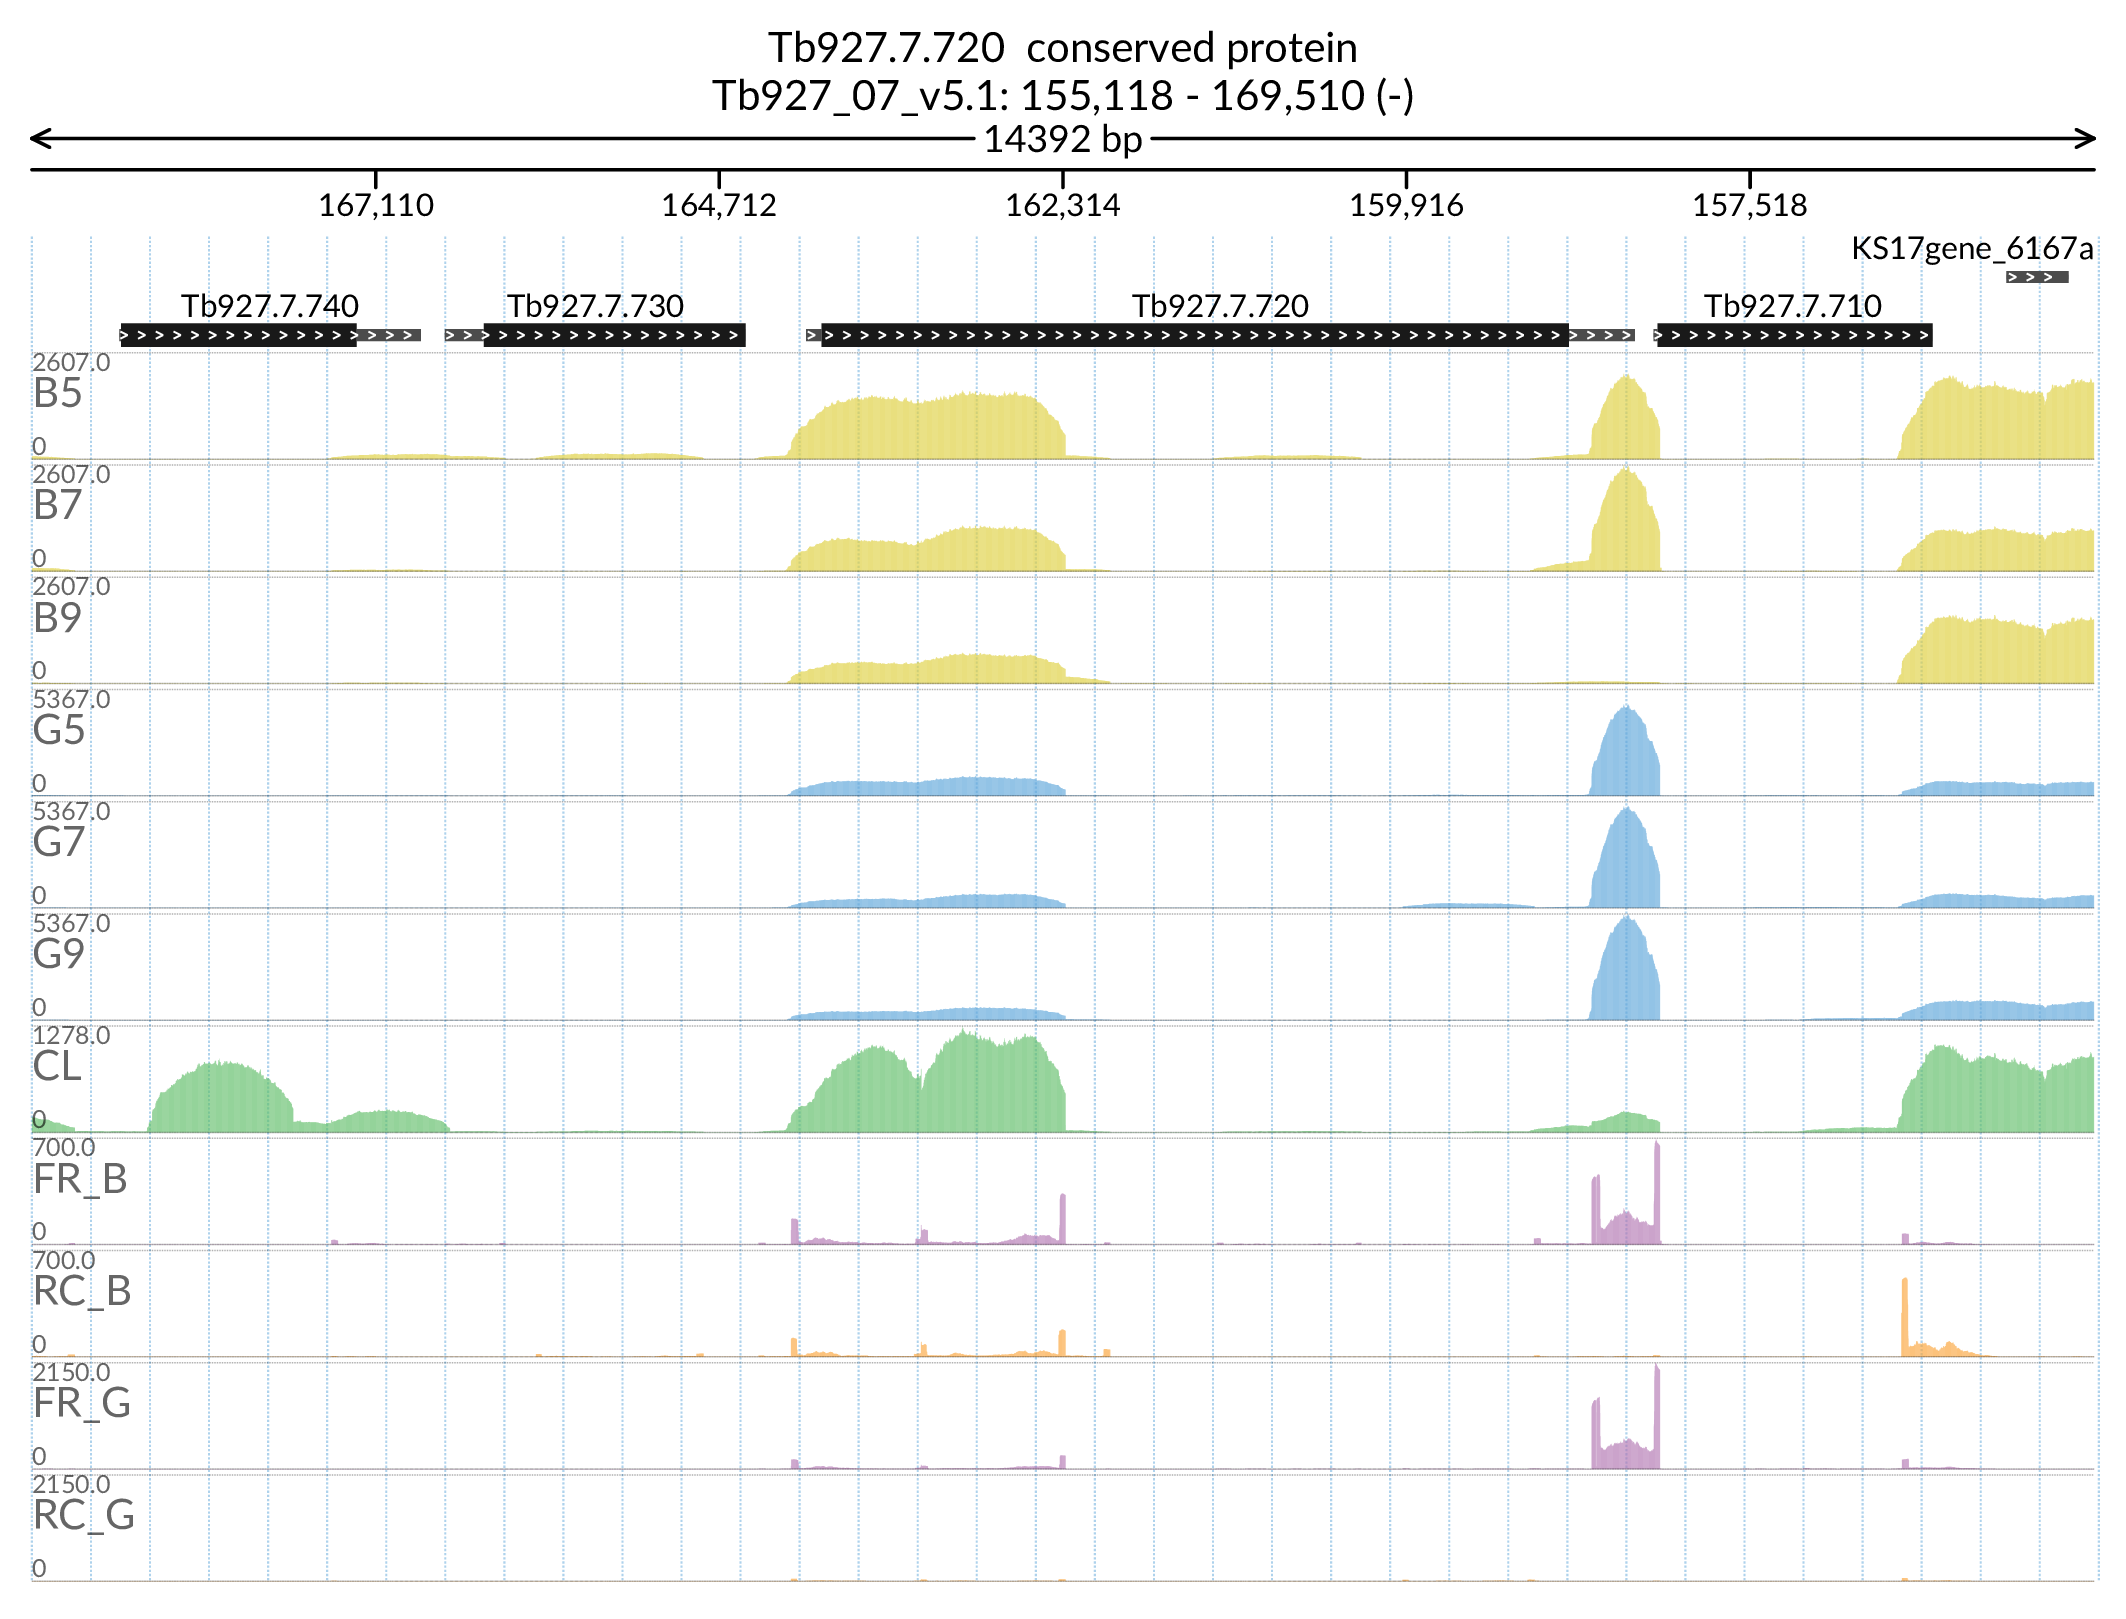 Tb927.7.720 conserved protein
Tb927_07_v5.1: 155,118 - 169,510 (-)
14392 bp
167,110 164,712 162,314 159,916 157,518
KS17gene_6167a
Tb927.7.740 Tb927.7.730 Tb927.7.720 Tb927.7.710
2607.0
B5
0
2607.0
B7
0
2607.0
B9
0
5367.0
G5
0
5367.0
G7
0
5367.0
G9
0
1278.0
CL
0
700.0
FR_B
0
700.0
RC_B
0
2150.0
FR_G
0
2150.0
RC_G
0